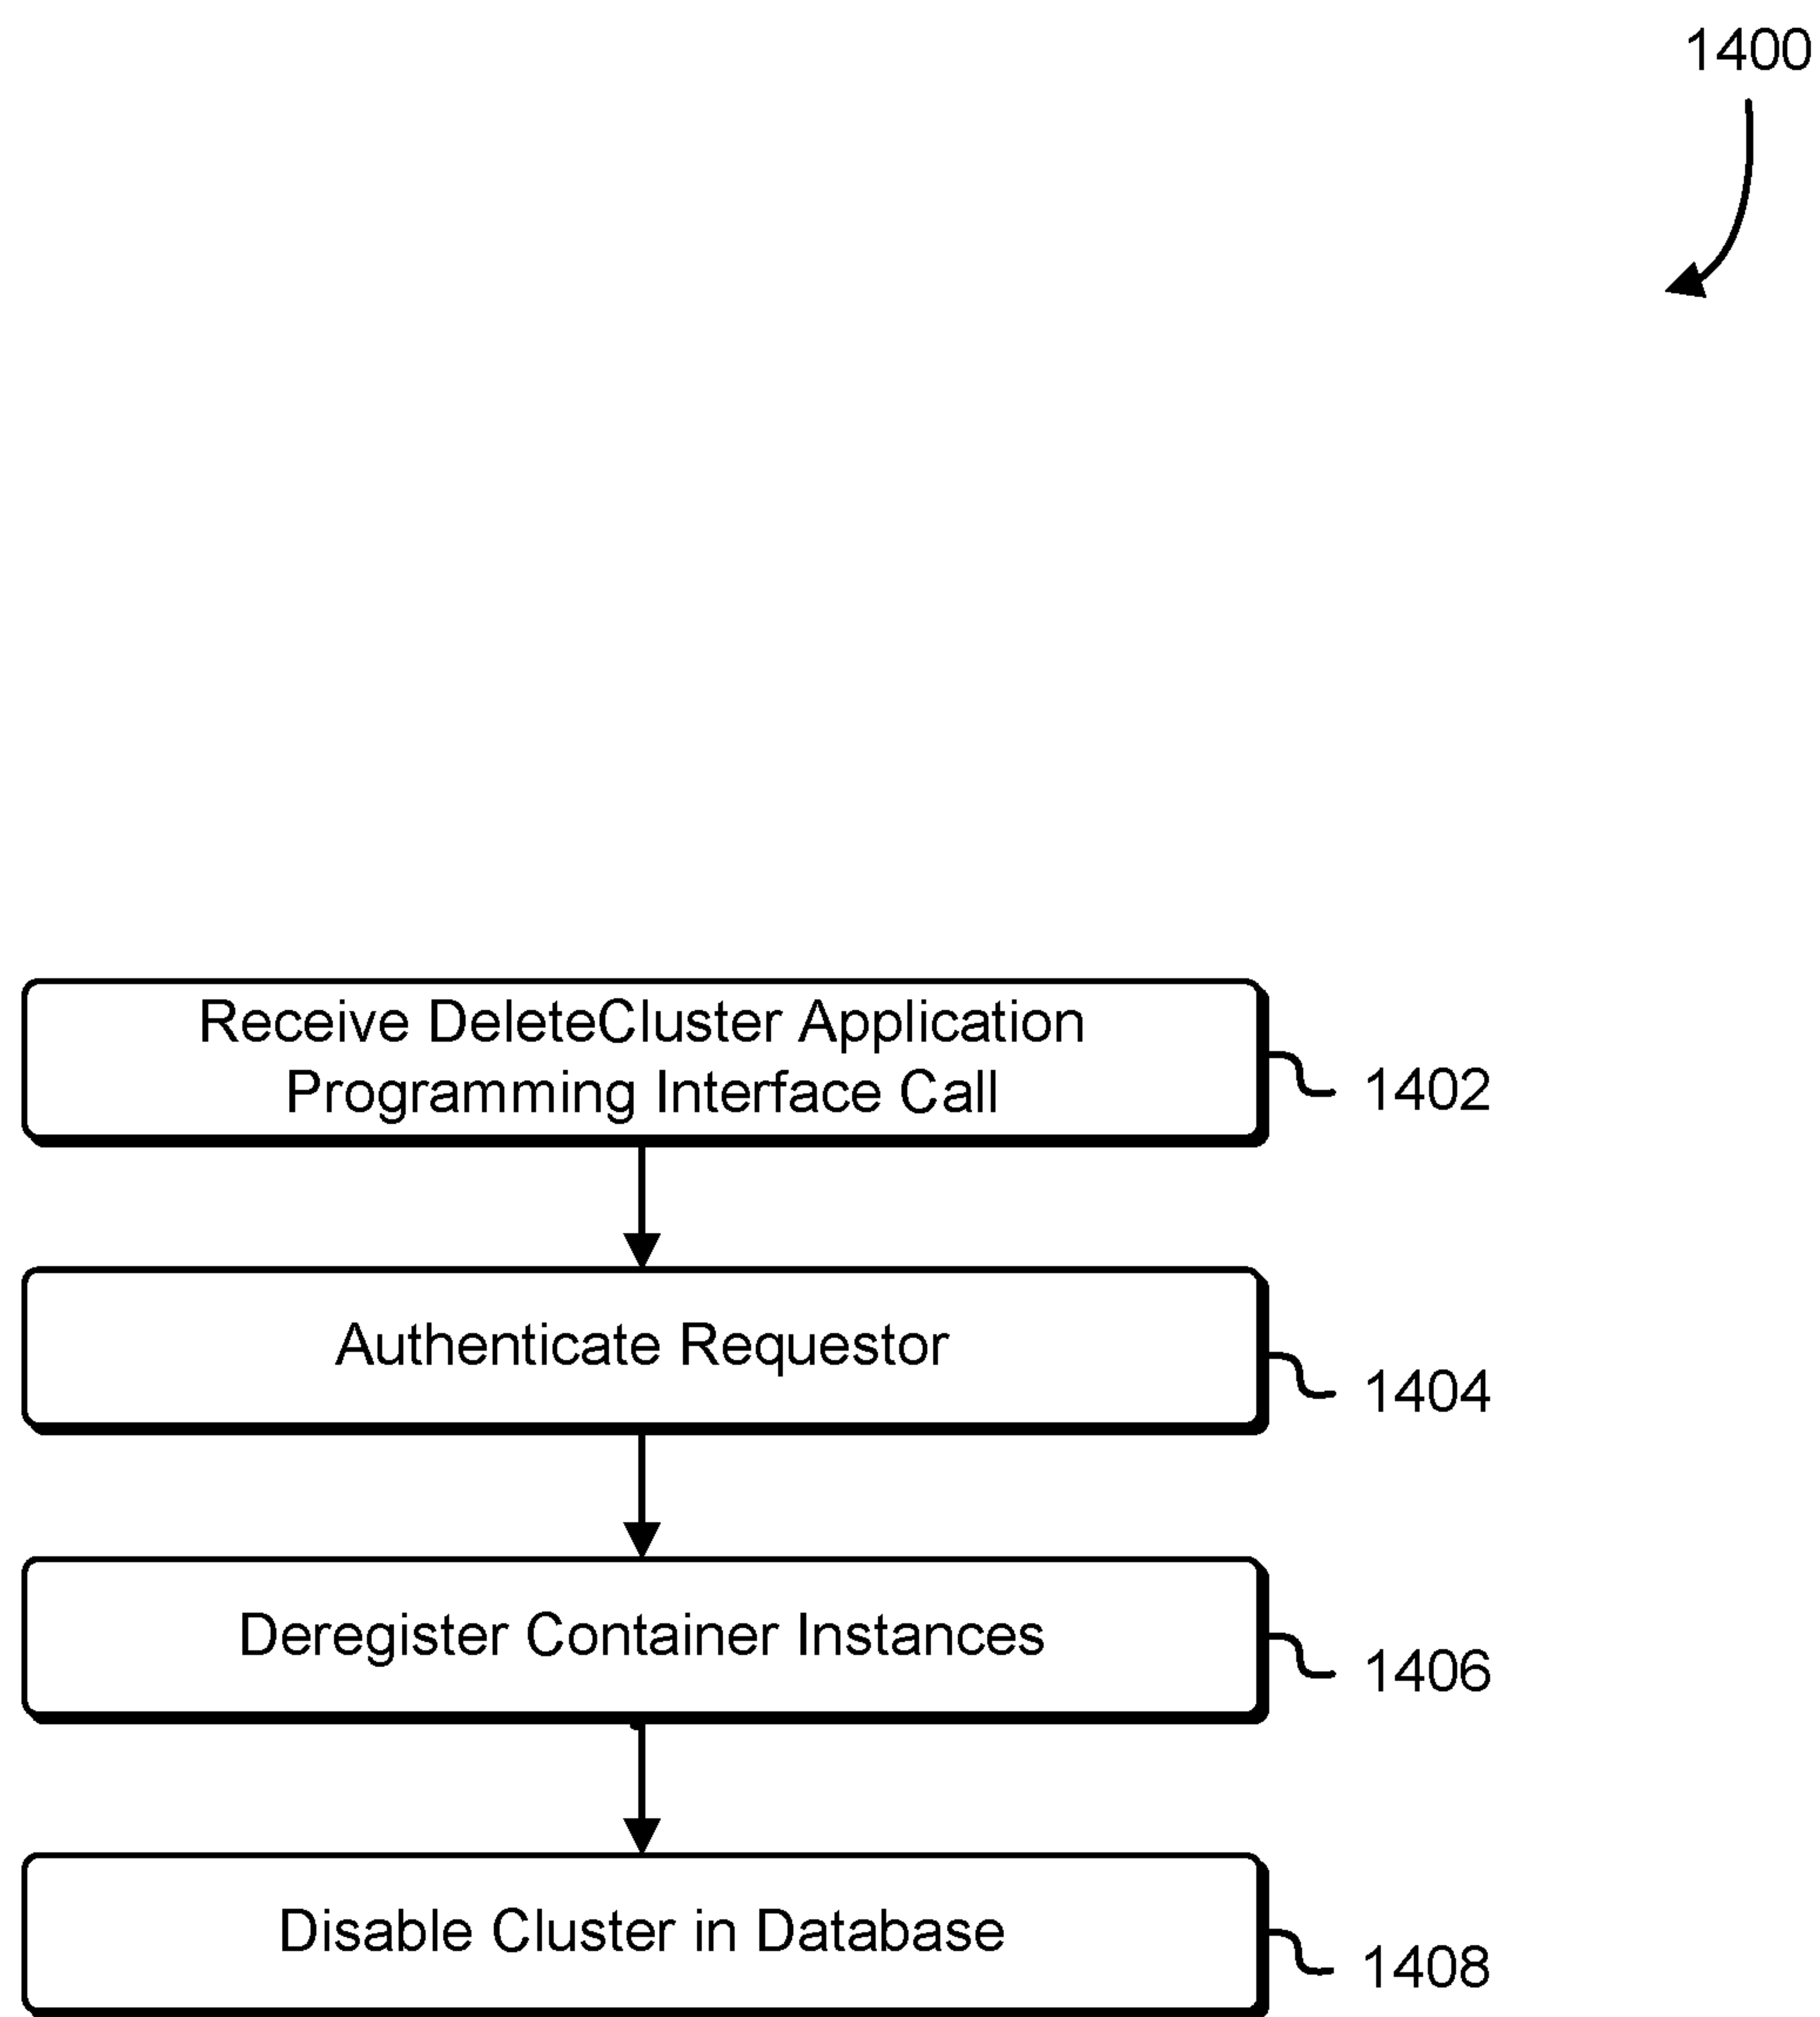 1400
Receive DeleteCluster Application
Programming Interface Call
1402
Authenticate Requestor
1404
Deregister Container Instances
1406
Disable Cluster in Database
1408